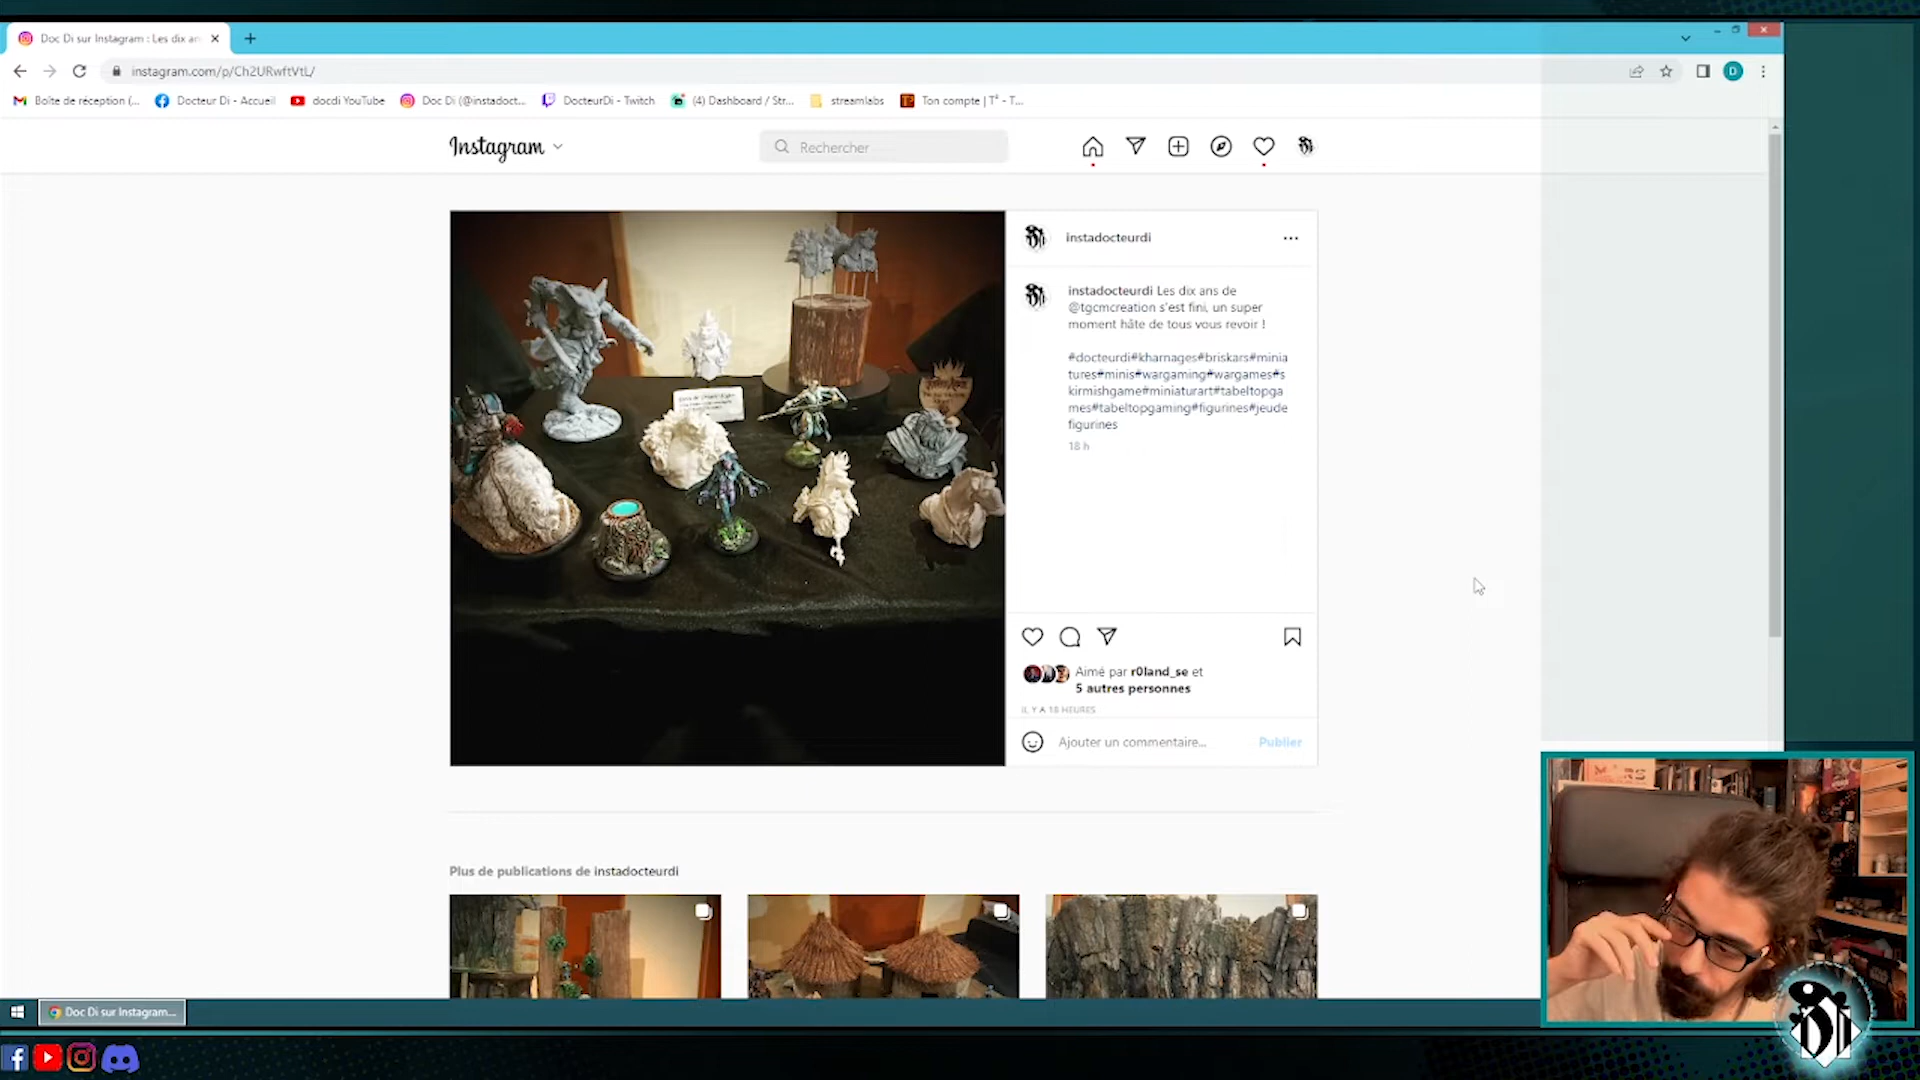 Doc Di sur Instagram : Les dix an
instagram.com/p/Ch2URwftVtL/
Boîte de réception (...
Docteur Di - Accueil
docdi YouTube
Doc Di (@instadoct...
DocteurDi - Twitch
(4) Dashboard / Str...
streamlabs
Ton compte | T² - T...
Instagram
Rechercher
instadocteurdi
instadocteurdi Les dix ans de
@tgcmcreation s'est fini, un super
moment hâte de tous vous revoir !
#docteurdi#kharnages#briskars#minia
tures#minis#wargaming#wargames#s
kirmishgame#miniaturart#tabeltopga
mes#tabeltopgaming#figurines#jeude
figurines
18 h
Aimé par r0land_se et
5 autres personnes
IL Y A 18 HEURES
Ajouter un commentaire...
Publier
Plus de publications de instadocteurdi
Doc Di sur Instagram...